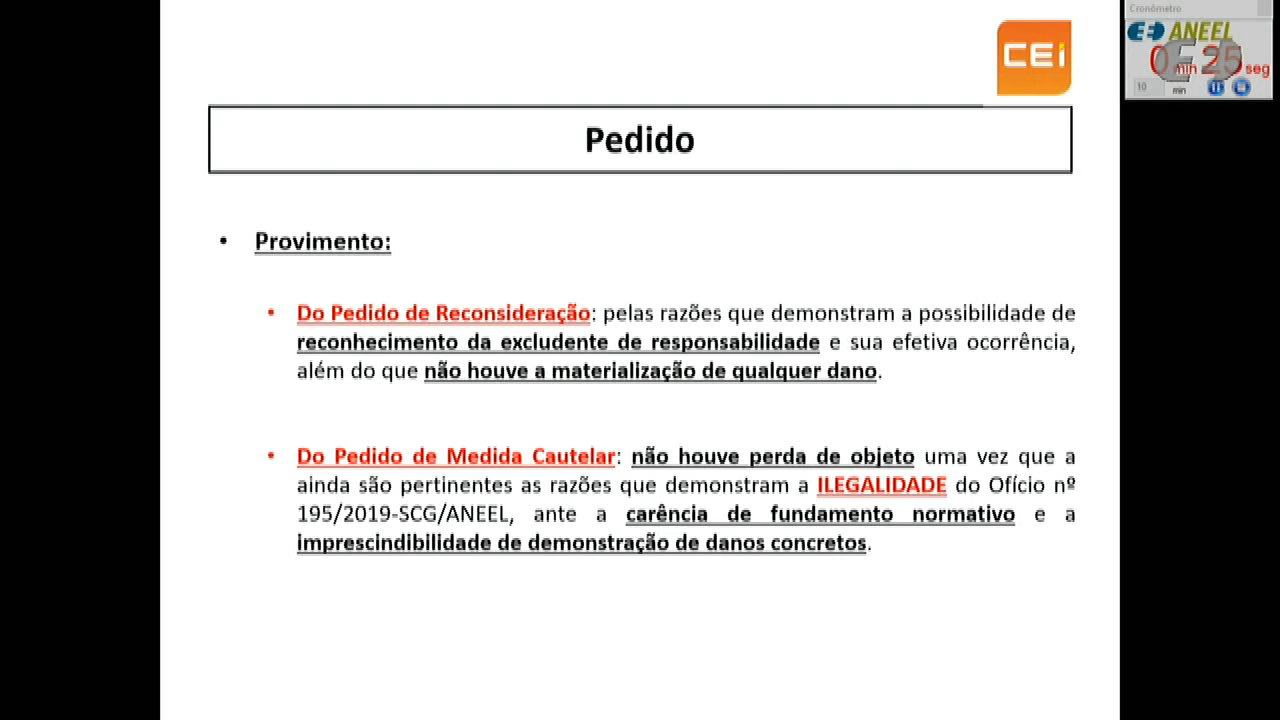 CEi
Cronômetro
ANEEL
0 min 25 seg
10
min
Pedido
• Provimento:
• Do Pedido de Reconsideração: pelas razões que demonstram a possibilidade de
reconhecimento da excludente de responsabilidade e sua efetiva ocorrência,
além do que não houve a materialização de qualquer dano.
• Do Pedido de Medida Cautelar: não houve perda de objeto uma vez que a
ainda são pertinentes as razões que demonstram a ILEGALIDADE do Ofício nº
195/2019-SCG/ANEEL, ante a carência de fundamento normativo e a
imprescindibilidade de demonstração de danos concretos.